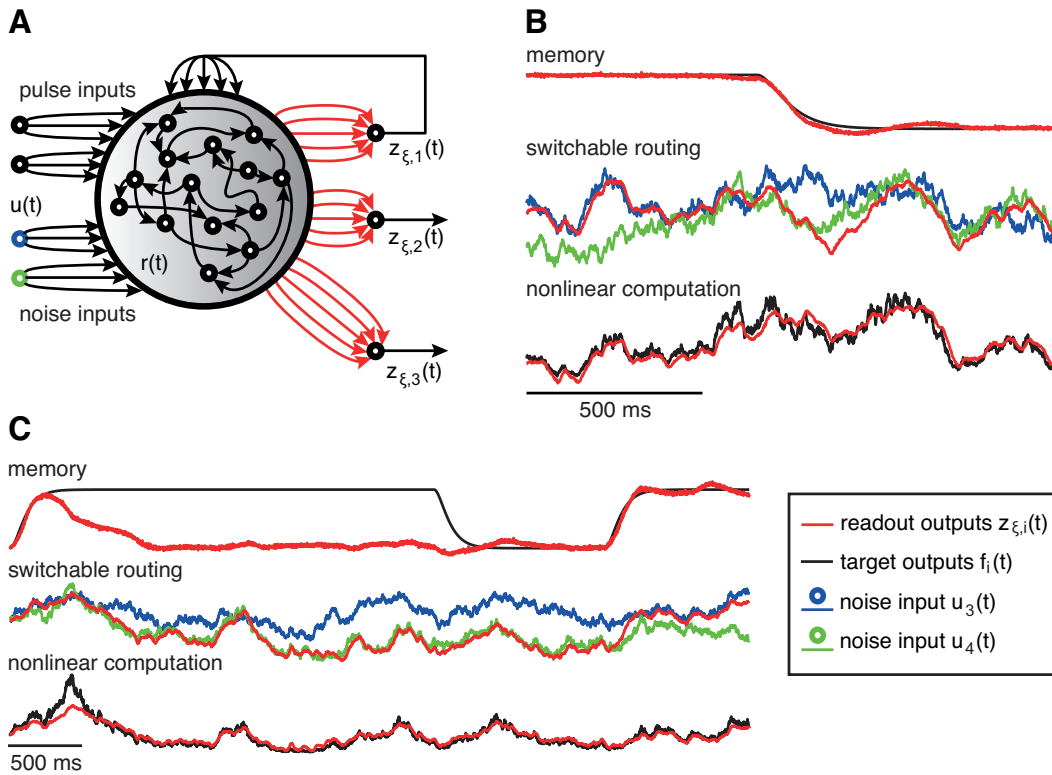 A
pulse inputs
u(t)
r(t)
noise inputs
z_ξ,1(t)
z_ξ,2(t)
z_ξ,3(t)
B
memory
switchable routing
nonlinear computation
500 ms
C
memory
switchable routing
nonlinear computation
500 ms
readout outputs z_ξ,i(t)
target outputs f_i(t)
noise input u_3(t)
noise input u_4(t)